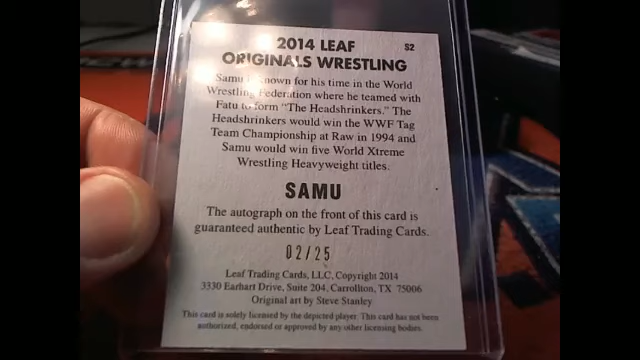 2014 LEAF S2
ORIGINALS WRESTLING
Samu is known for his time in the World
Wrestling Federation where he teamed with
Fatu to form "The Headshrinkers." The
Headshrinkers would win the WWF Tag
Team Championship at Raw in 1994 and
Samu would win five World Xtreme
Wrestling Heavyweight titles.
SAMU
The autograph on the front of this card is
guaranteed authentic by Leaf Trading Cards.
02/25
Leaf Trading Cards, LLC, Copyright 2014
3330 Earhart Drive, Suite 204, Carrollton, TX 75006
Original art by Steve Stanley
This card is solely licensed by the depicted player. This card has not been
authorized, endorsed or approved by any other licensing bodies.